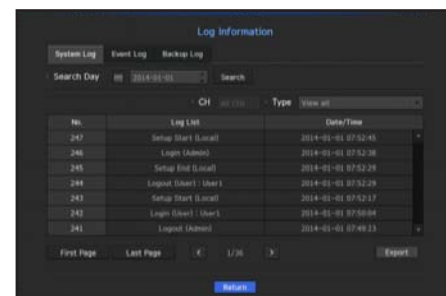 Log Information
System Log Event Log Backup Log
Search Day 2014-01-01 Search
CH Type View all
No. Log List Date/Time
247 Setup Start (Local) 2014-01-01 07:52:45
246 Login (Admin) 2014-01-01 07:52:38
245 Setup End (Local) 2014-01-01 07:52:29
244 Logout (User) : User1 2014-01-01 07:52:29
243 Setup Start (Local) 2014-01-01 07:52:17
242 Login (User) : User1 2014-01-01 07:50:04
241 Logout (Admin) 2014-01-01 07:49:23
First Page Last Page < 1/36 > Export
Return